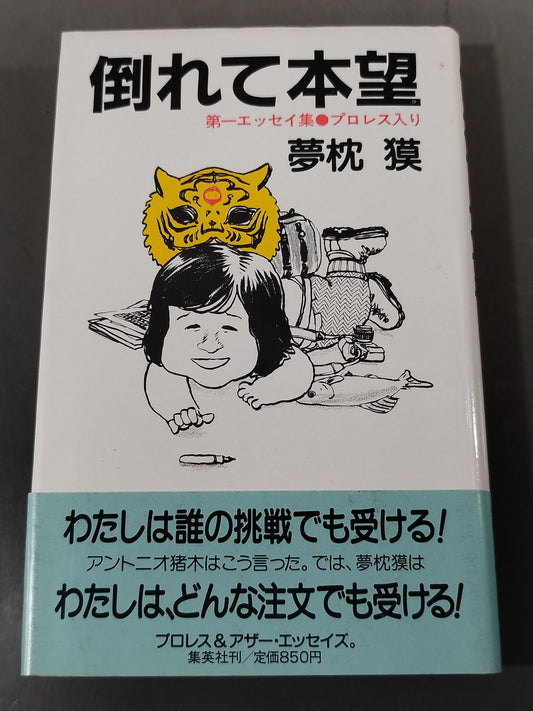 倒れて本望。
第一エッセイ集●プロレス入り
夢枕 獏
わたしは誰の挑戦でも受ける!
アントニオ猪木はこう言った。では、夢枕獏は
わたしは、どんな注文でも受ける!
プロレス&アザー・エッセイズ。
集英社刊/定価850円